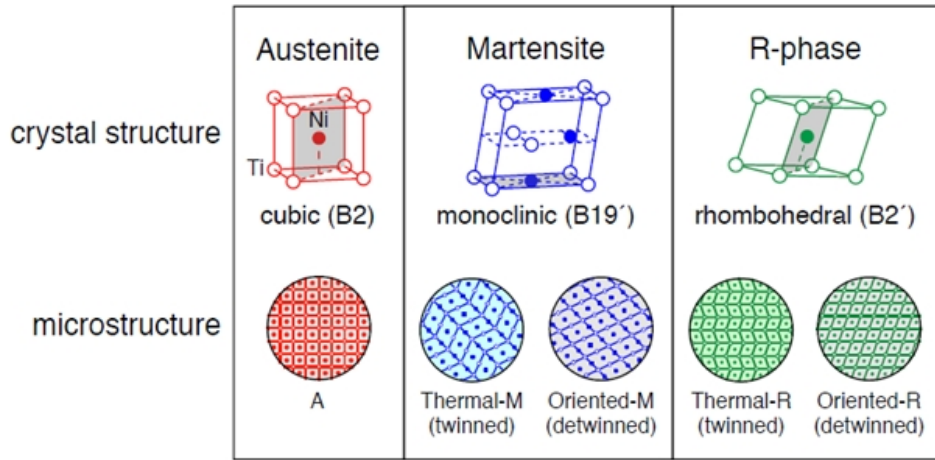 Austenite
Martensite
R-phase
crystal structure
Ni
Ti
cubic (B2)
monoclinic (B19´)
rhombohedral (B2´)
microstructure
A
Thermal-M
(twinned)
Oriented-M
(detwinned)
Thermal-R
(twinned)
Oriented-R
(detwinned)